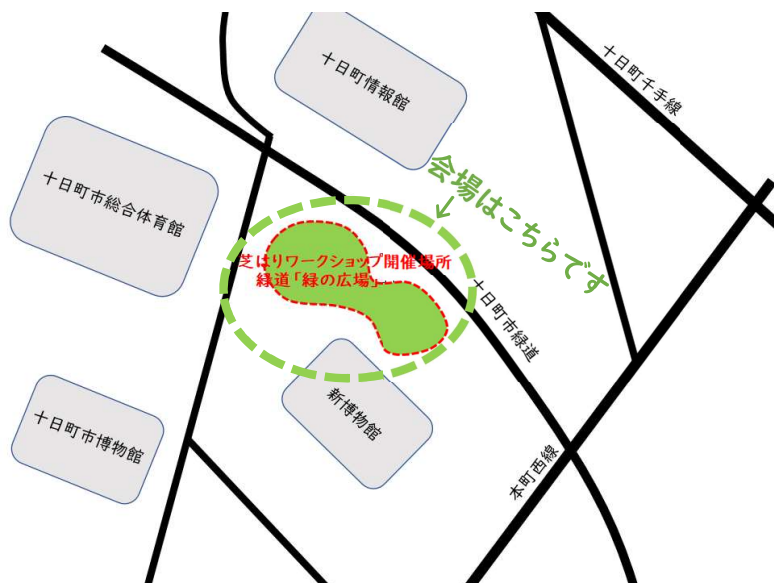 十日町情報館
十日町千手線
会場はこちらです
十日町市総合体育館
芝はりワークショップ開催場所
緑道「緑の広場」
十日町市緑道
新博物館
十日町市博物館
本町西線